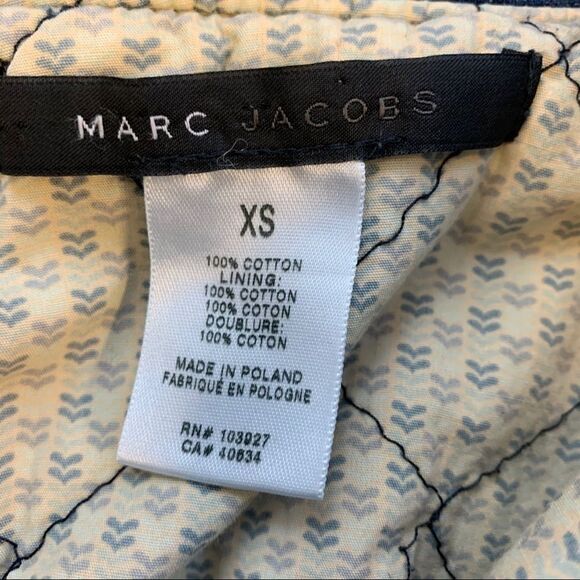 MARC JACOBS
XS
100% COTTON
LINING:
100% COTTON
100% COTON
DOUBLURE:
100% COTON
MADE IN POLAND
FABRIQUÉ EN POLOGNE
RN# 103927
CA# 40634